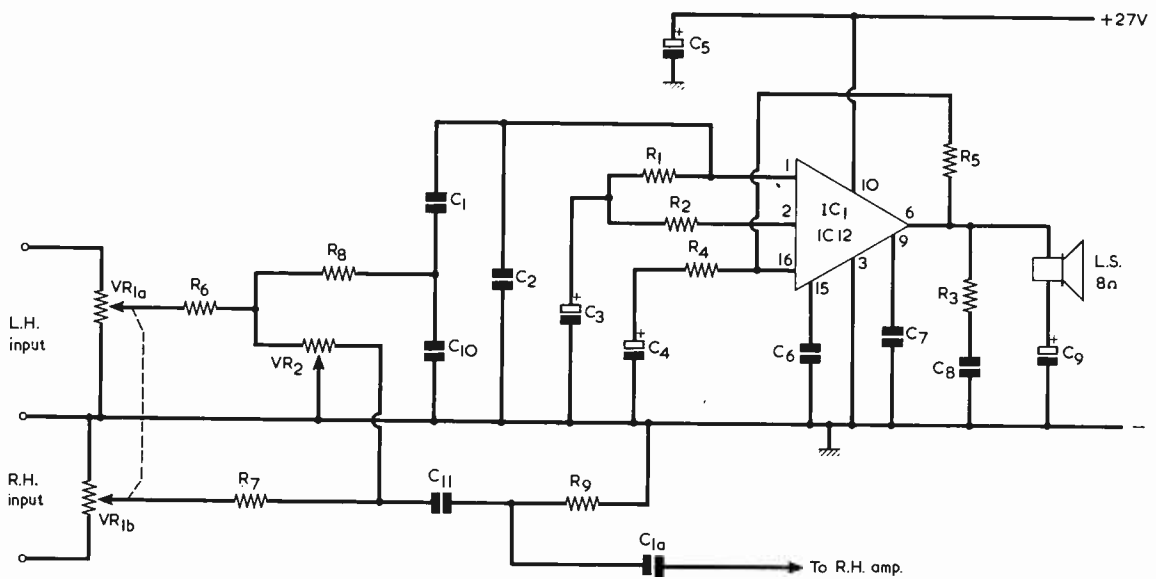 +27V
C5
R1
1
R5
10
C1
R2
2
IC1
IC12
6
R8
R4
9
16
3
L.S.
8Ω
R6
C2
15
R3
VR1a
C3
L.H.
input
C10
C4
C6
C7
VR2
C8
C9
–
R.H.
input
R7
C11
R9
VR1b
C1a
To R.H. amp.